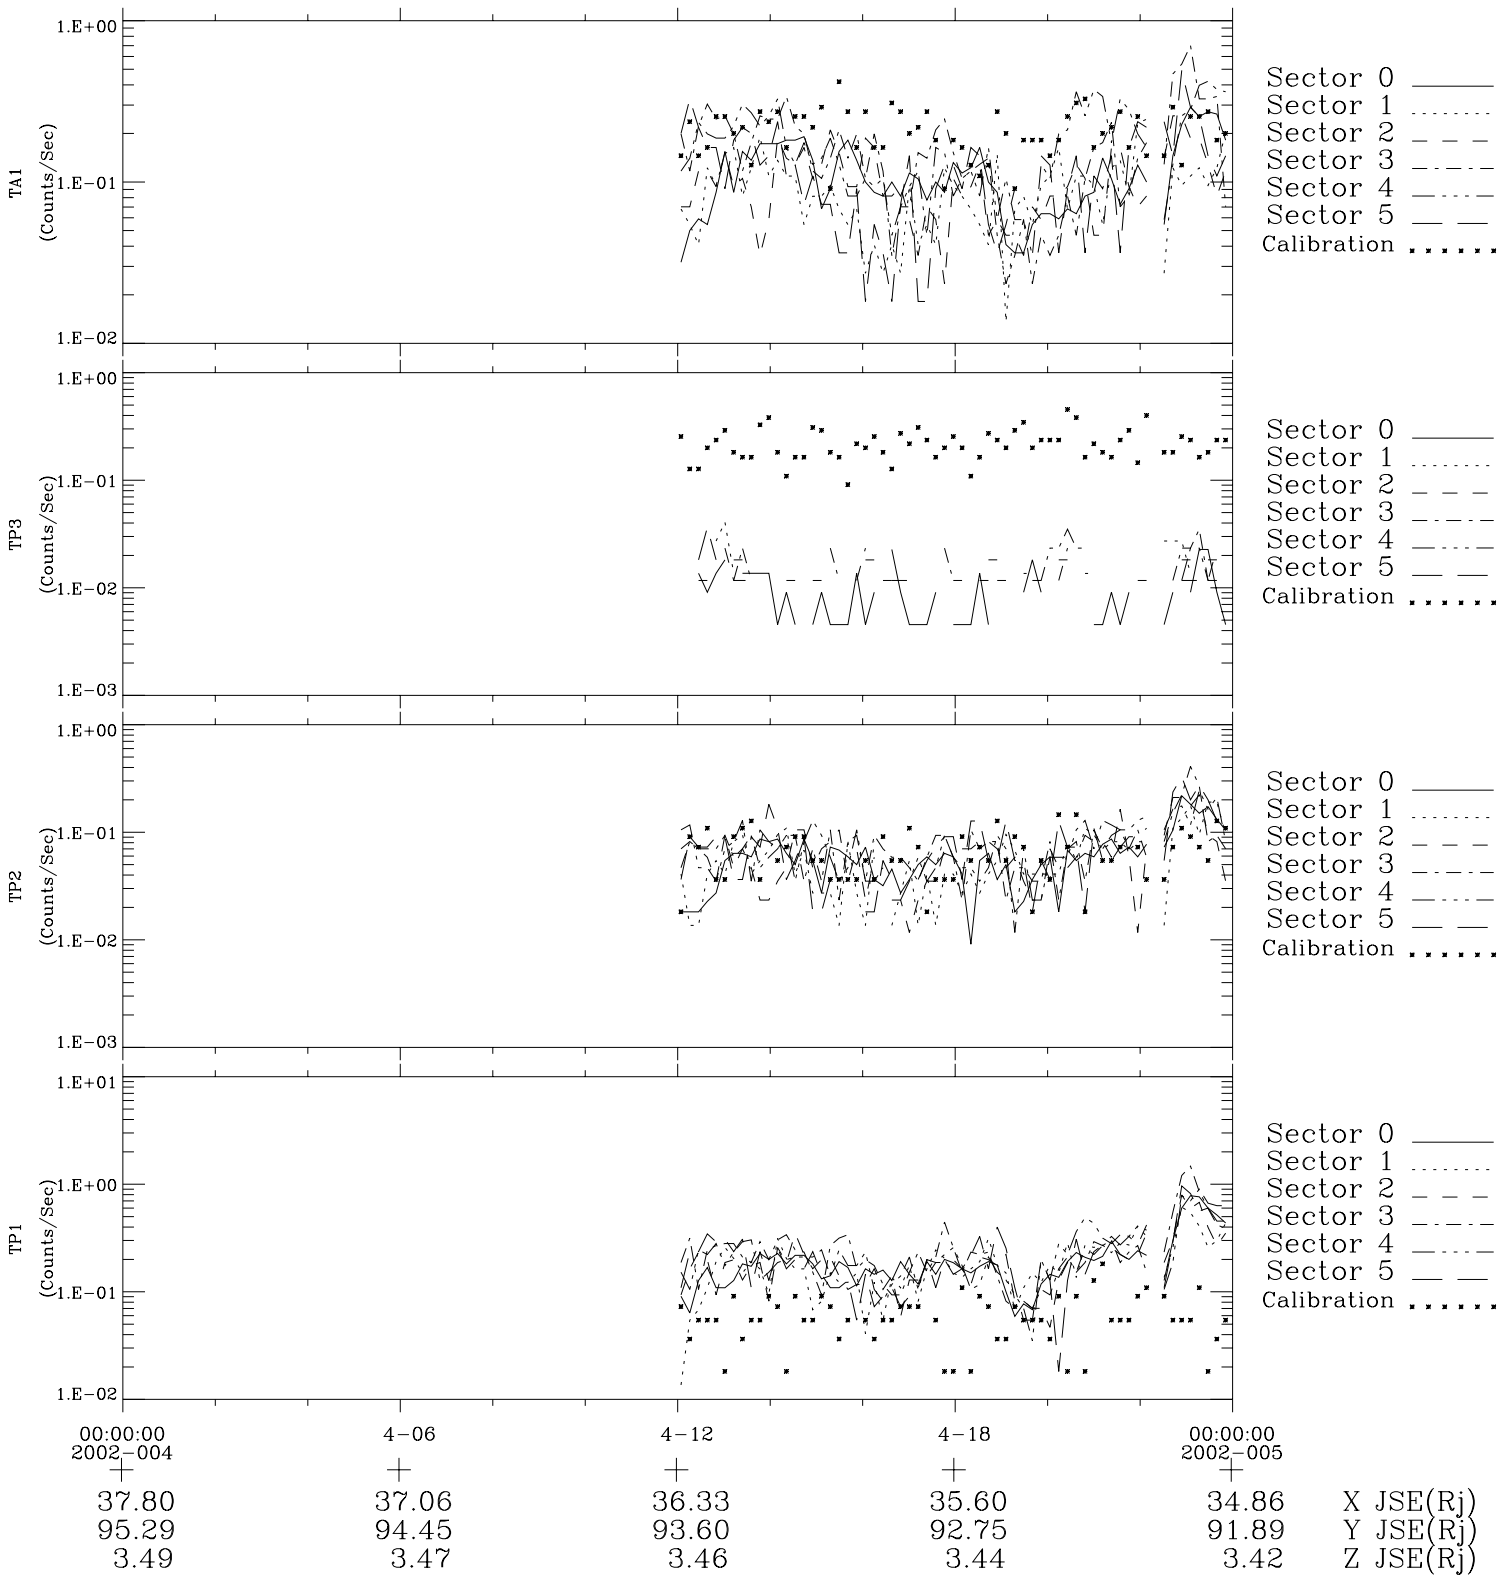 1.E+00
1.E-01
1.E-02
TA1
(Counts/Sec)
Sector 0
Sector 1
Sector 2
Sector 3
Sector 4
Sector 5
Calibration
1.E+00
1.E-01
1.E-02
1.E-03
TP3
(Counts/Sec)
Sector 0
Sector 1
Sector 2
Sector 3
Sector 4
Sector 5
Calibration
1.E+00
1.E-01
1.E-02
1.E-03
TP2
(Counts/Sec)
Sector 0
Sector 1
Sector 2
Sector 3
Sector 4
Sector 5
Calibration
1.E+01
1.E+00
1.E-01
1.E-02
TP1
(Counts/Sec)
Sector 0
Sector 1
Sector 2
Sector 3
Sector 4
Sector 5
Calibration
00:00:00 4-06 4-12 4-18 00:00:00
2002-004 2002-005
37.80 37.06 36.33 35.60 34.86 X JSE(Rj)
95.29 94.45 93.60 92.75 91.89 Y JSE(Rj)
3.49 3.47 3.46 3.44 3.42 Z JSE(Rj)